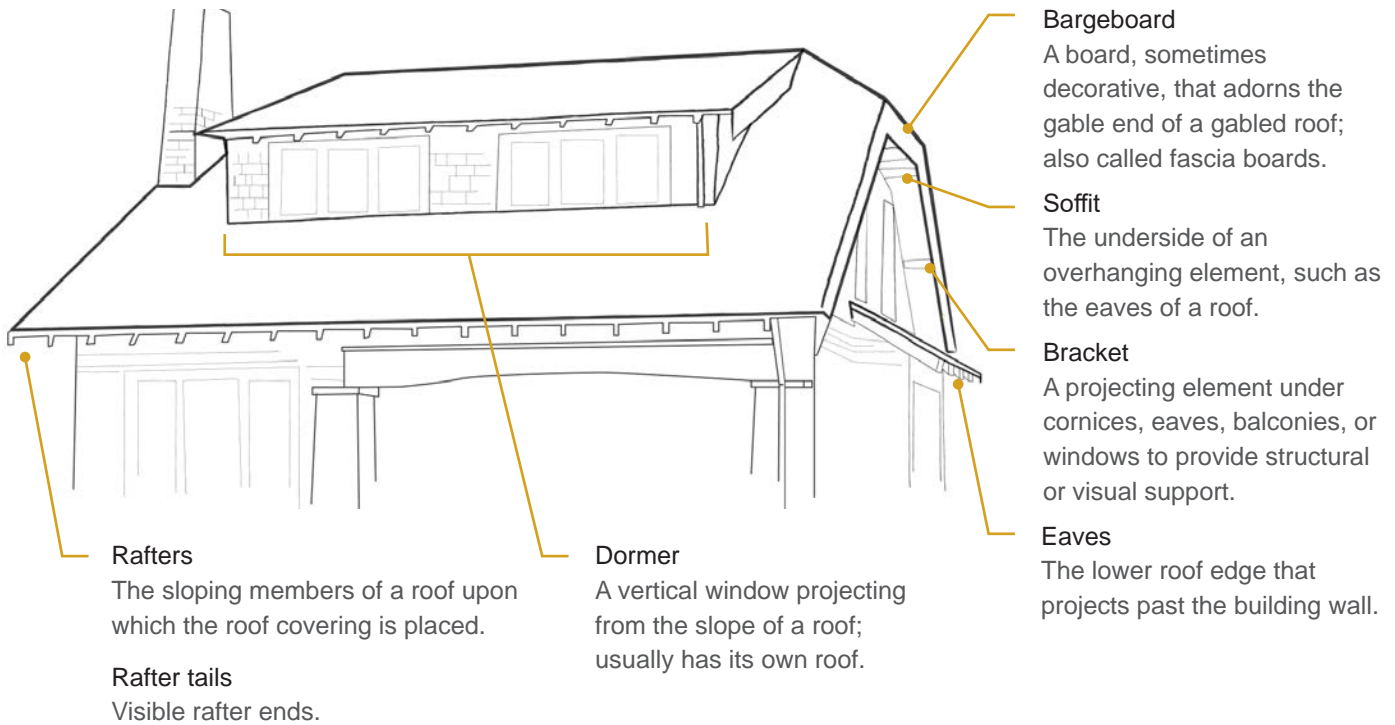 Bargeboard
A board, sometimes
decorative, that adorns the
gable end of a gabled roof;
also called fascia boards.
Soffit
The underside of an
overhanging element, such as
the eaves of a roof.
Bracket
A projecting element under
cornices, eaves, balconies, or
windows to provide structural
or visual support.
Eaves
The lower roof edge that
projects past the building wall.
Rafters
The sloping members of a roof upon
which the roof covering is placed.
Rafter tails
Visible rafter ends.
Dormer
A vertical window projecting
from the slope of a roof;
usually has its own roof.